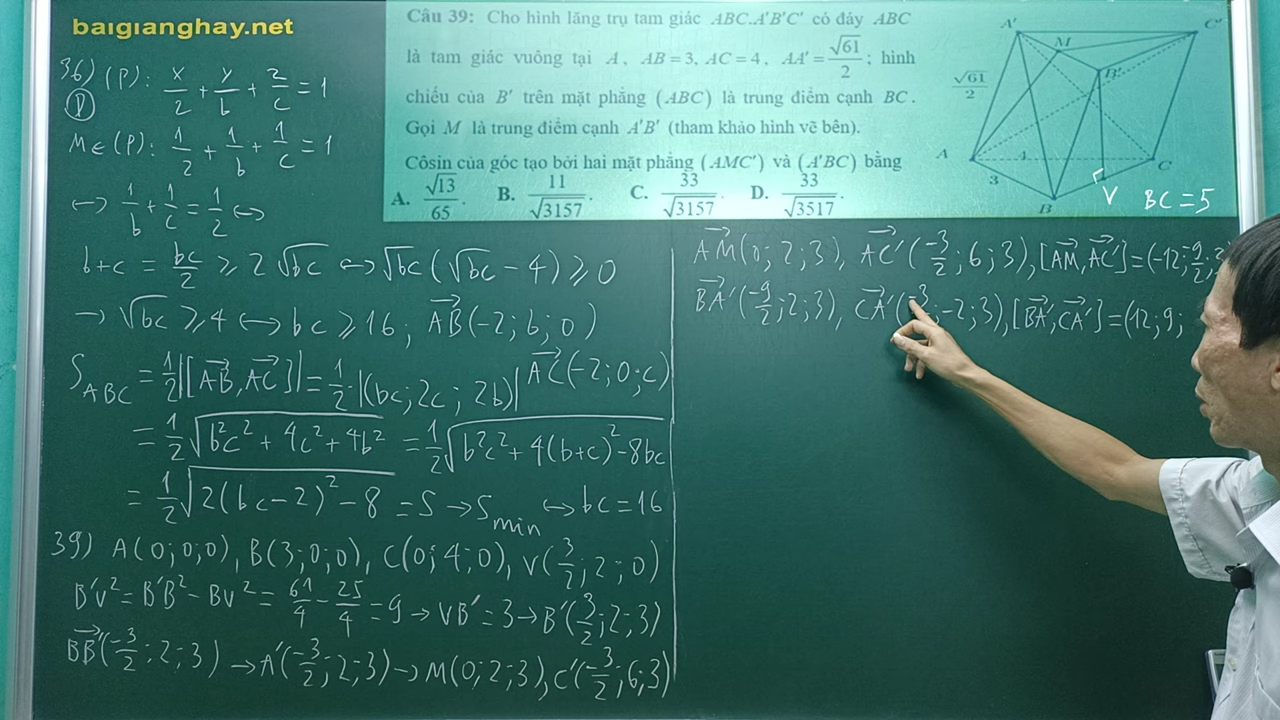 baigianghay.net
Câu 39: Cho hình lăng trụ tam giác ABC.A'B'C' có đáy ABC
là tam giác vuông tại A, AB = 3, AC = 4, AA' = √61/2; hình
chiếu của B' trên mặt phẳng (ABC) là trung điểm cạnh BC.
Gọi M là trung điểm cạnh A'B' (tham khảo hình vẽ bên).
Côsin của góc tạo bởi hai mặt phẳng (AMC') và (A'BC) bằng
A. √13/65. B. 11/√3157. C. 33/√3157. D. 33/√3517.
A' C' M B' √61/2 A 4 C 3 B V BC = 5
36) (P): x/2 + y/b + z/c = 1
D
M ∈ (P): 1/2 + 1/b + 1/c = 1
↔ 1/b + 1/c = 1/2 ↔
b+c = bc/2 ≥ 2√bc ↔ √bc(√bc - 4) ≥ 0
→ √bc ≥ 4 ↔ bc ≥ 16; AB(-2; b; 0)
S ABC = 1/2|[AB, AC]| = 1/2.|(bc; 2c; 2b)| AC(-2; 0; c)
= 1/2√(b²c² + 4c² + 4b²) = 1/2√(b²c² + 4(b+c)² - 8bc)
= 1/2√(2(bc-2)² - 8) = S → S min ↔ bc = 16
39) A(0; 0; 0), B(3; 0; 0), C(0; 4; 0), V(3/2; 2; 0)
B'V² = B'B² - BV² = 61/4 - 25/4 = 9 → VB' = 3 → B'(3/2; 2; 3)
BB'(-3/2; 2; 3) → A'(-3/2; 2; 3) → M(0; 2; 3), C'(-3/2; 6; 3)
AM(0; 2; 3), AC'(-3/2; 6; 3), [AM, AC'] = (-12; -9/2; 3
BA'(-9/2; 2; 3), CA'(-3/2; -2; 3), [BA', CA'] = (12; 9;